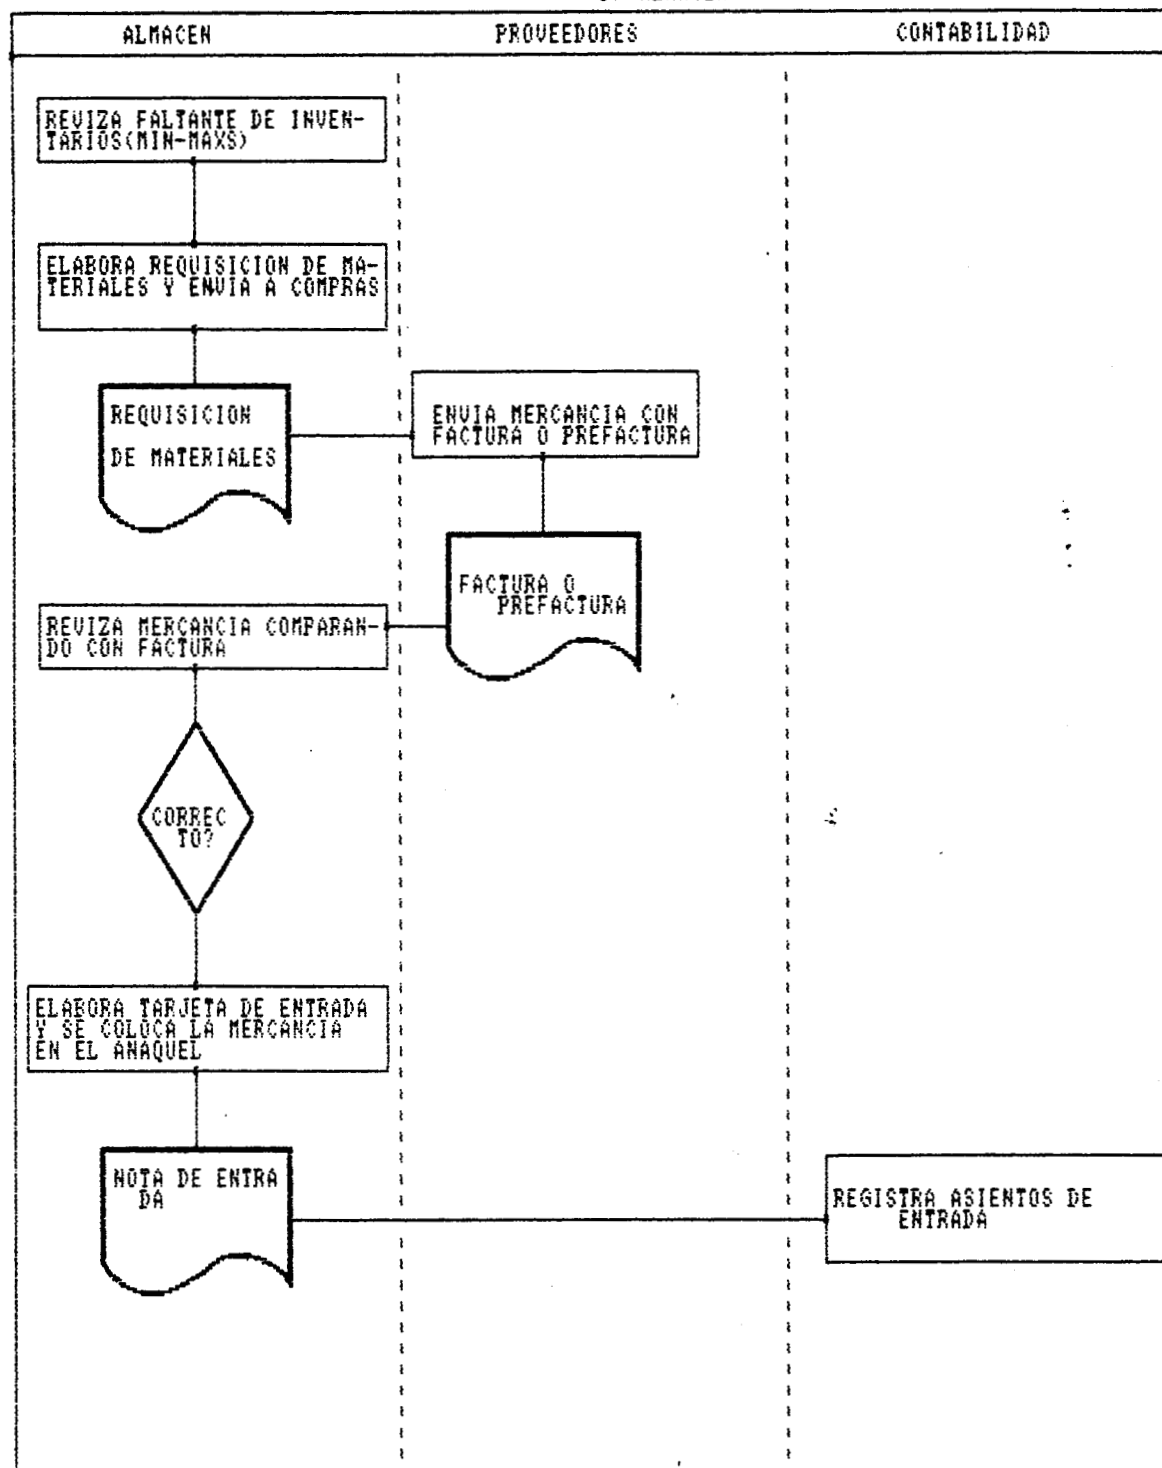 ALMACEN
PROVEEDORES
CONTABILIDAD
REVIZA FALTANTE DE INVEN-
TARIOS(MIN-MAXS)
ELABORA REQUISICION DE MA-
TERIALES Y ENVIA A COMPRAS
REQUISICION
DE MATERIALES
ENVIA MERCANCIA CON
FACTURA O PREFACTURA
FACTURA O
PREFACTURA
REVIZA MERCANCIA COMPARAN-
DO CON FACTURA
CORREC
TO?
ELABORA TARJETA DE ENTRADA
Y SE COLOCA LA MERCANCIA
EN EL ANAQUEL
NOTA DE ENTRA
DA
REGISTRA ASIENTOS DE
ENTRADA